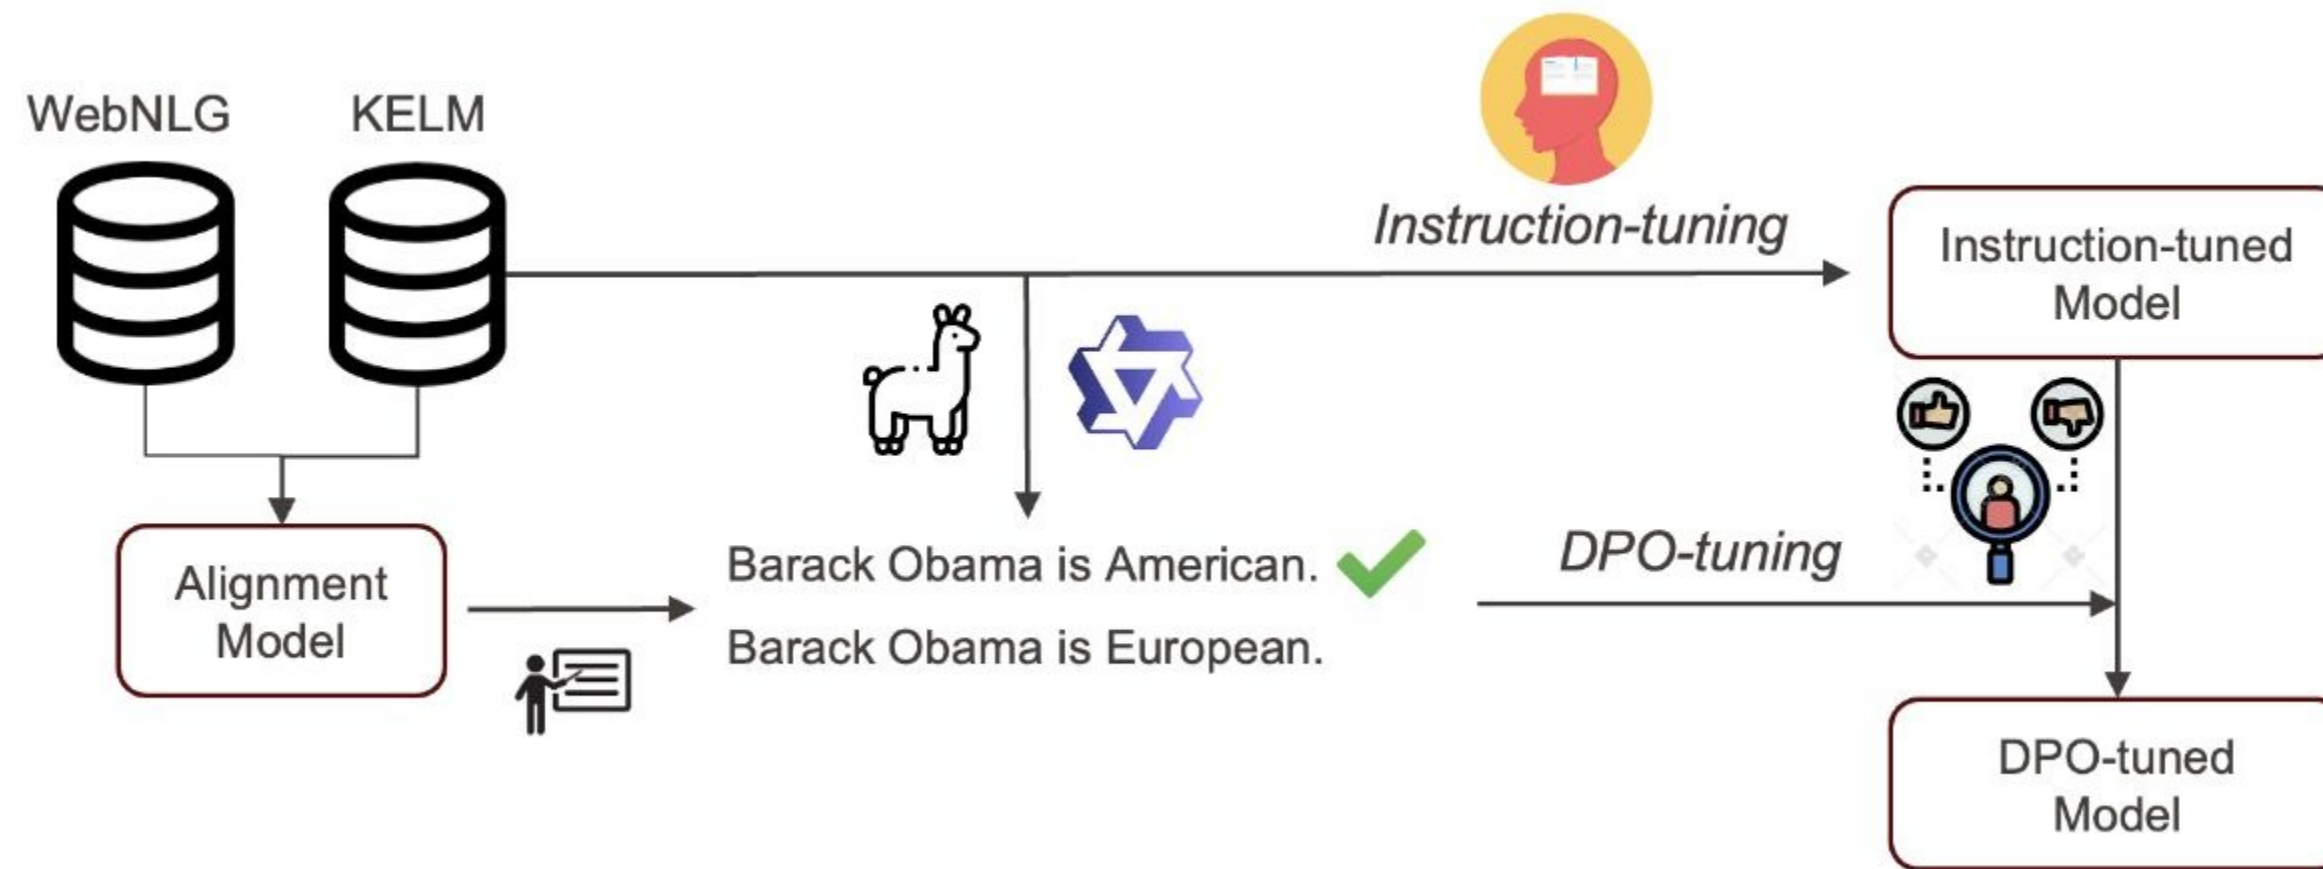 WebNLG
KELM
Instruction-tuning
Instruction-tuned
Model
Alignment
Model
Barack Obama is American.
Barack Obama is European.
DPO-tuning
DPO-tuned
Model